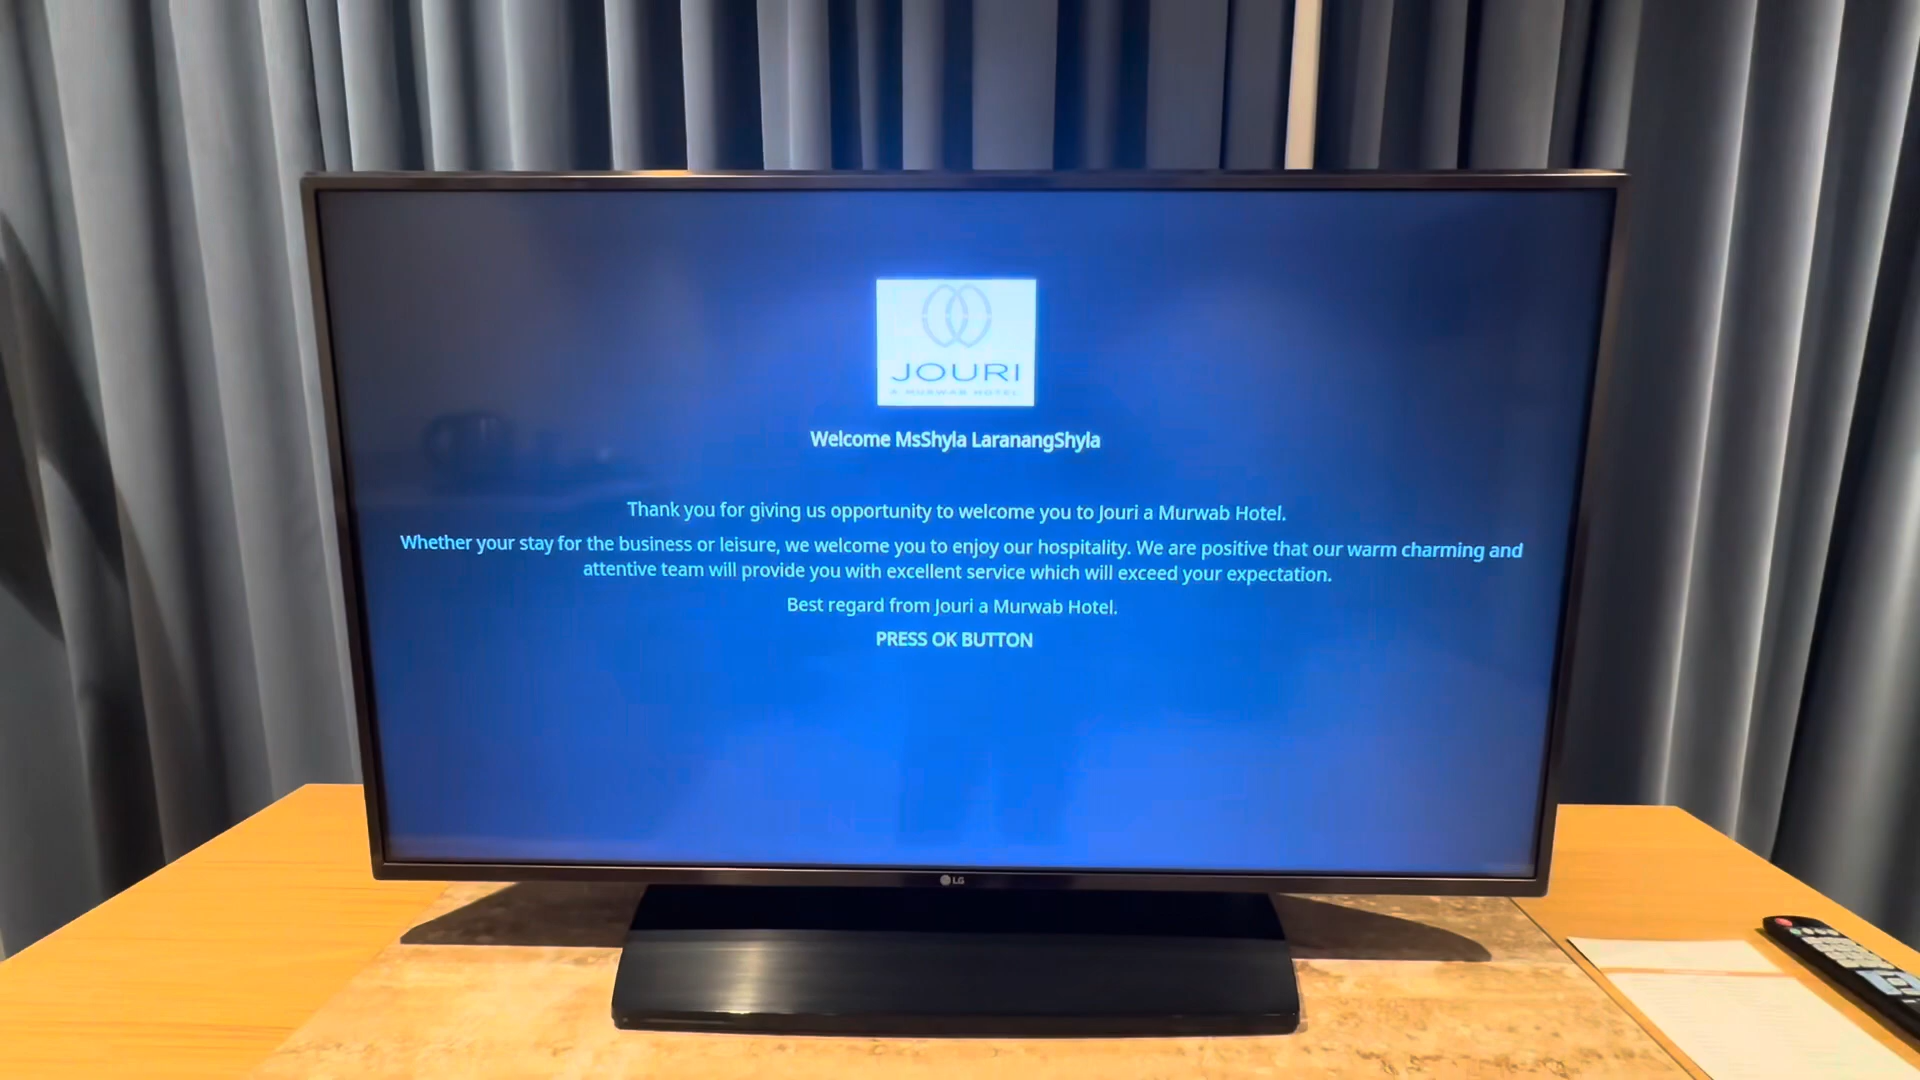 JOURI
A MURWAB HOTEL
Welcome MsShyla LaranangShyla
Thank you for giving us opportunity to welcome you to Jouri a Murwab Hotel.
Whether your stay for the business or leisure, we welcome you to enjoy our hospitality. We are positive that our warm charming and
attentive team will provide you with excellent service which will exceed your expectation.
Best regard from Jouri a Murwab Hotel.
PRESS OK BUTTON
LG